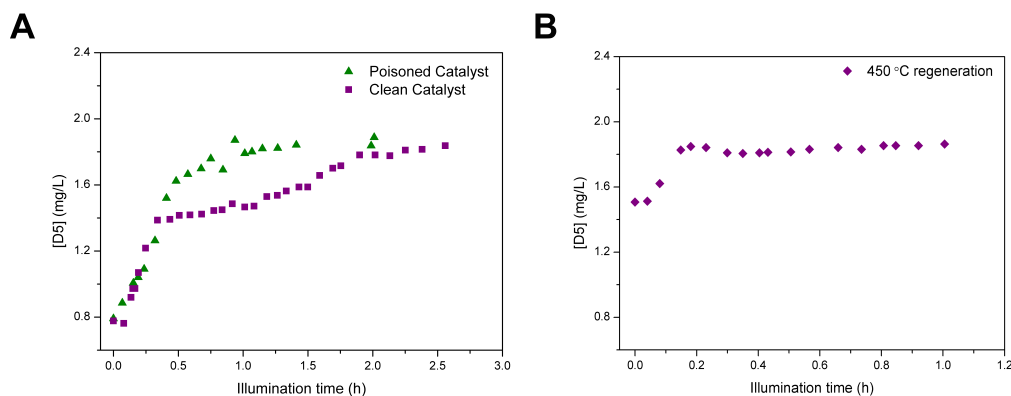 A
B
2.4
2.0
1.6
1.2
0.8
[D5] (mg/L)
Poisoned Catalyst
Clean Catalyst
0.0 0.5 1.0 1.5 2.0 2.5 3.0
Illumination time (h)
2.4
2.0
1.6
1.2
0.8
[D5] (mg/L)
450 °C regeneration
0.0 0.2 0.4 0.6 0.8 1.0 1.2
Illumination time (h)